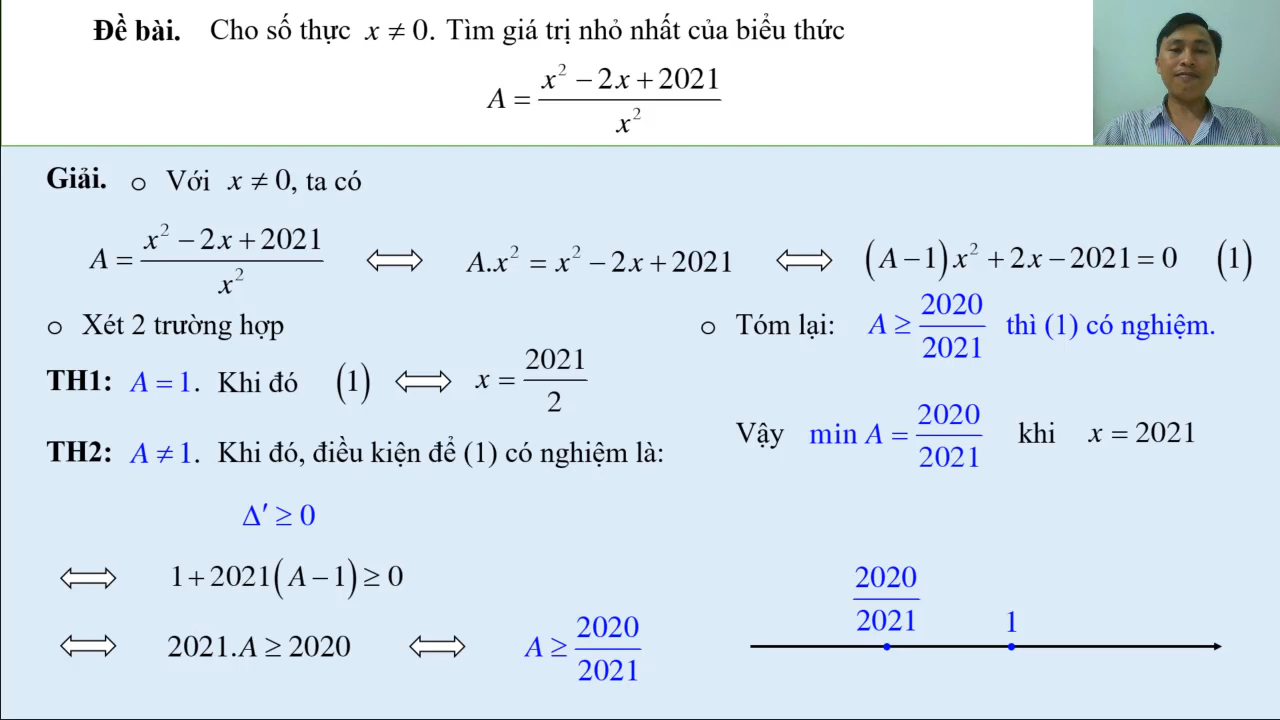 Đề bài. Cho số thực x ≠ 0. Tìm giá trị nhỏ nhất của biểu thức
A = (x² − 2x + 2021) / x²
Giải. o Với x ≠ 0, ta có
A = (x² − 2x + 2021) / x² ⟺ A.x² = x² − 2x + 2021 ⟺ (A − 1)x² + 2x − 2021 = 0 (1)
o Xét 2 trường hợp
TH1: A = 1. Khi đó (1) ⟺ x = 2021/2
TH2: A ≠ 1. Khi đó, điều kiện để (1) có nghiệm là:
Δ′ ≥ 0
⟺ 1 + 2021(A − 1) ≥ 0
⟺ 2021.A ≥ 2020 ⟺ A ≥ 2020/2021
o Tóm lại: A ≥ 2020/2021 thì (1) có nghiệm.
Vậy min A = 2020/2021 khi x = 2021
2020/2021 1